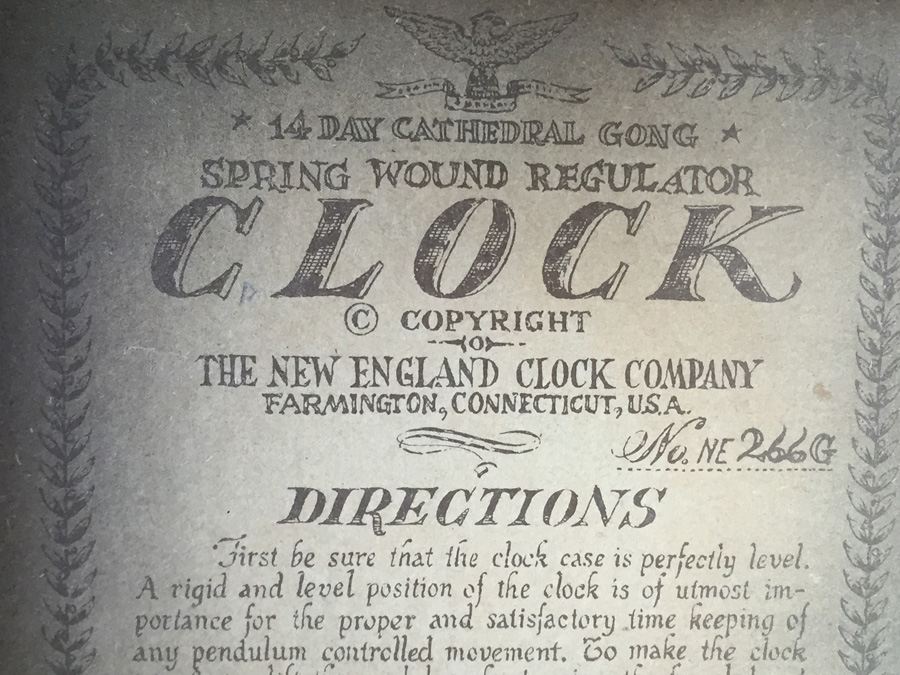 ★ 14 DAY CATHEDRAL GONG ★
SPRING WOUND REGULATOR
CLOCK
© COPYRIGHT
THE NEW ENGLAND CLOCK COMPANY
FARMINGTON, CONNECTICUT, U.S.A.
No. NE 266G
DIRECTIONS
First be sure that the clock case is perfectly level.
A rigid and level position of the clock is of utmost im-
portance for the proper and satisfactory time keeping of
any pendulum controlled movement. To make the clock